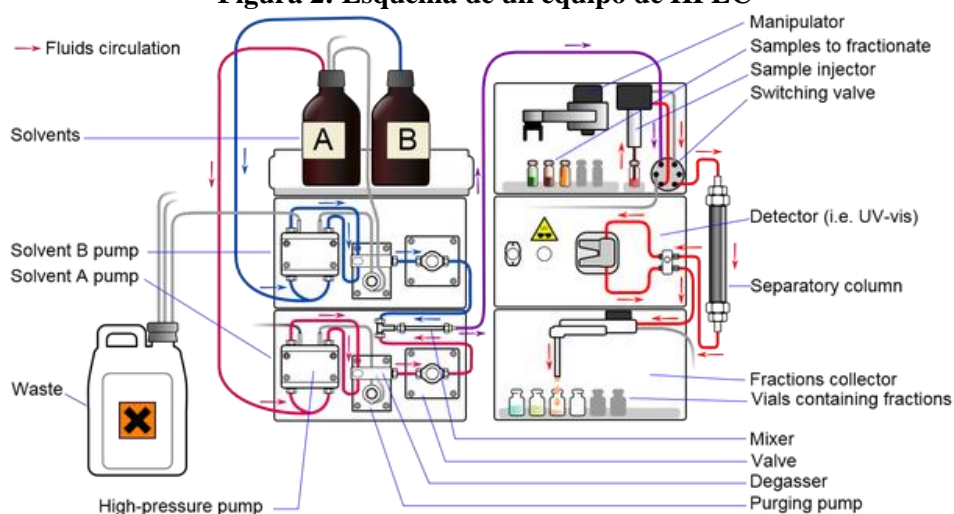 Figura 2: Esquema de un equipo de HPLC
Fluids circulation
Manipulator
Samples to fractionate
Sample injector
Switching valve
Solvents
A
B
Detector (i.e. UV-vis)
Solvent B pump
Solvent A pump
Separatory column
Waste
Fractions collector
Vials containing fractions
Mixer
Valve
Degasser
Purging pump
High-pressure pump